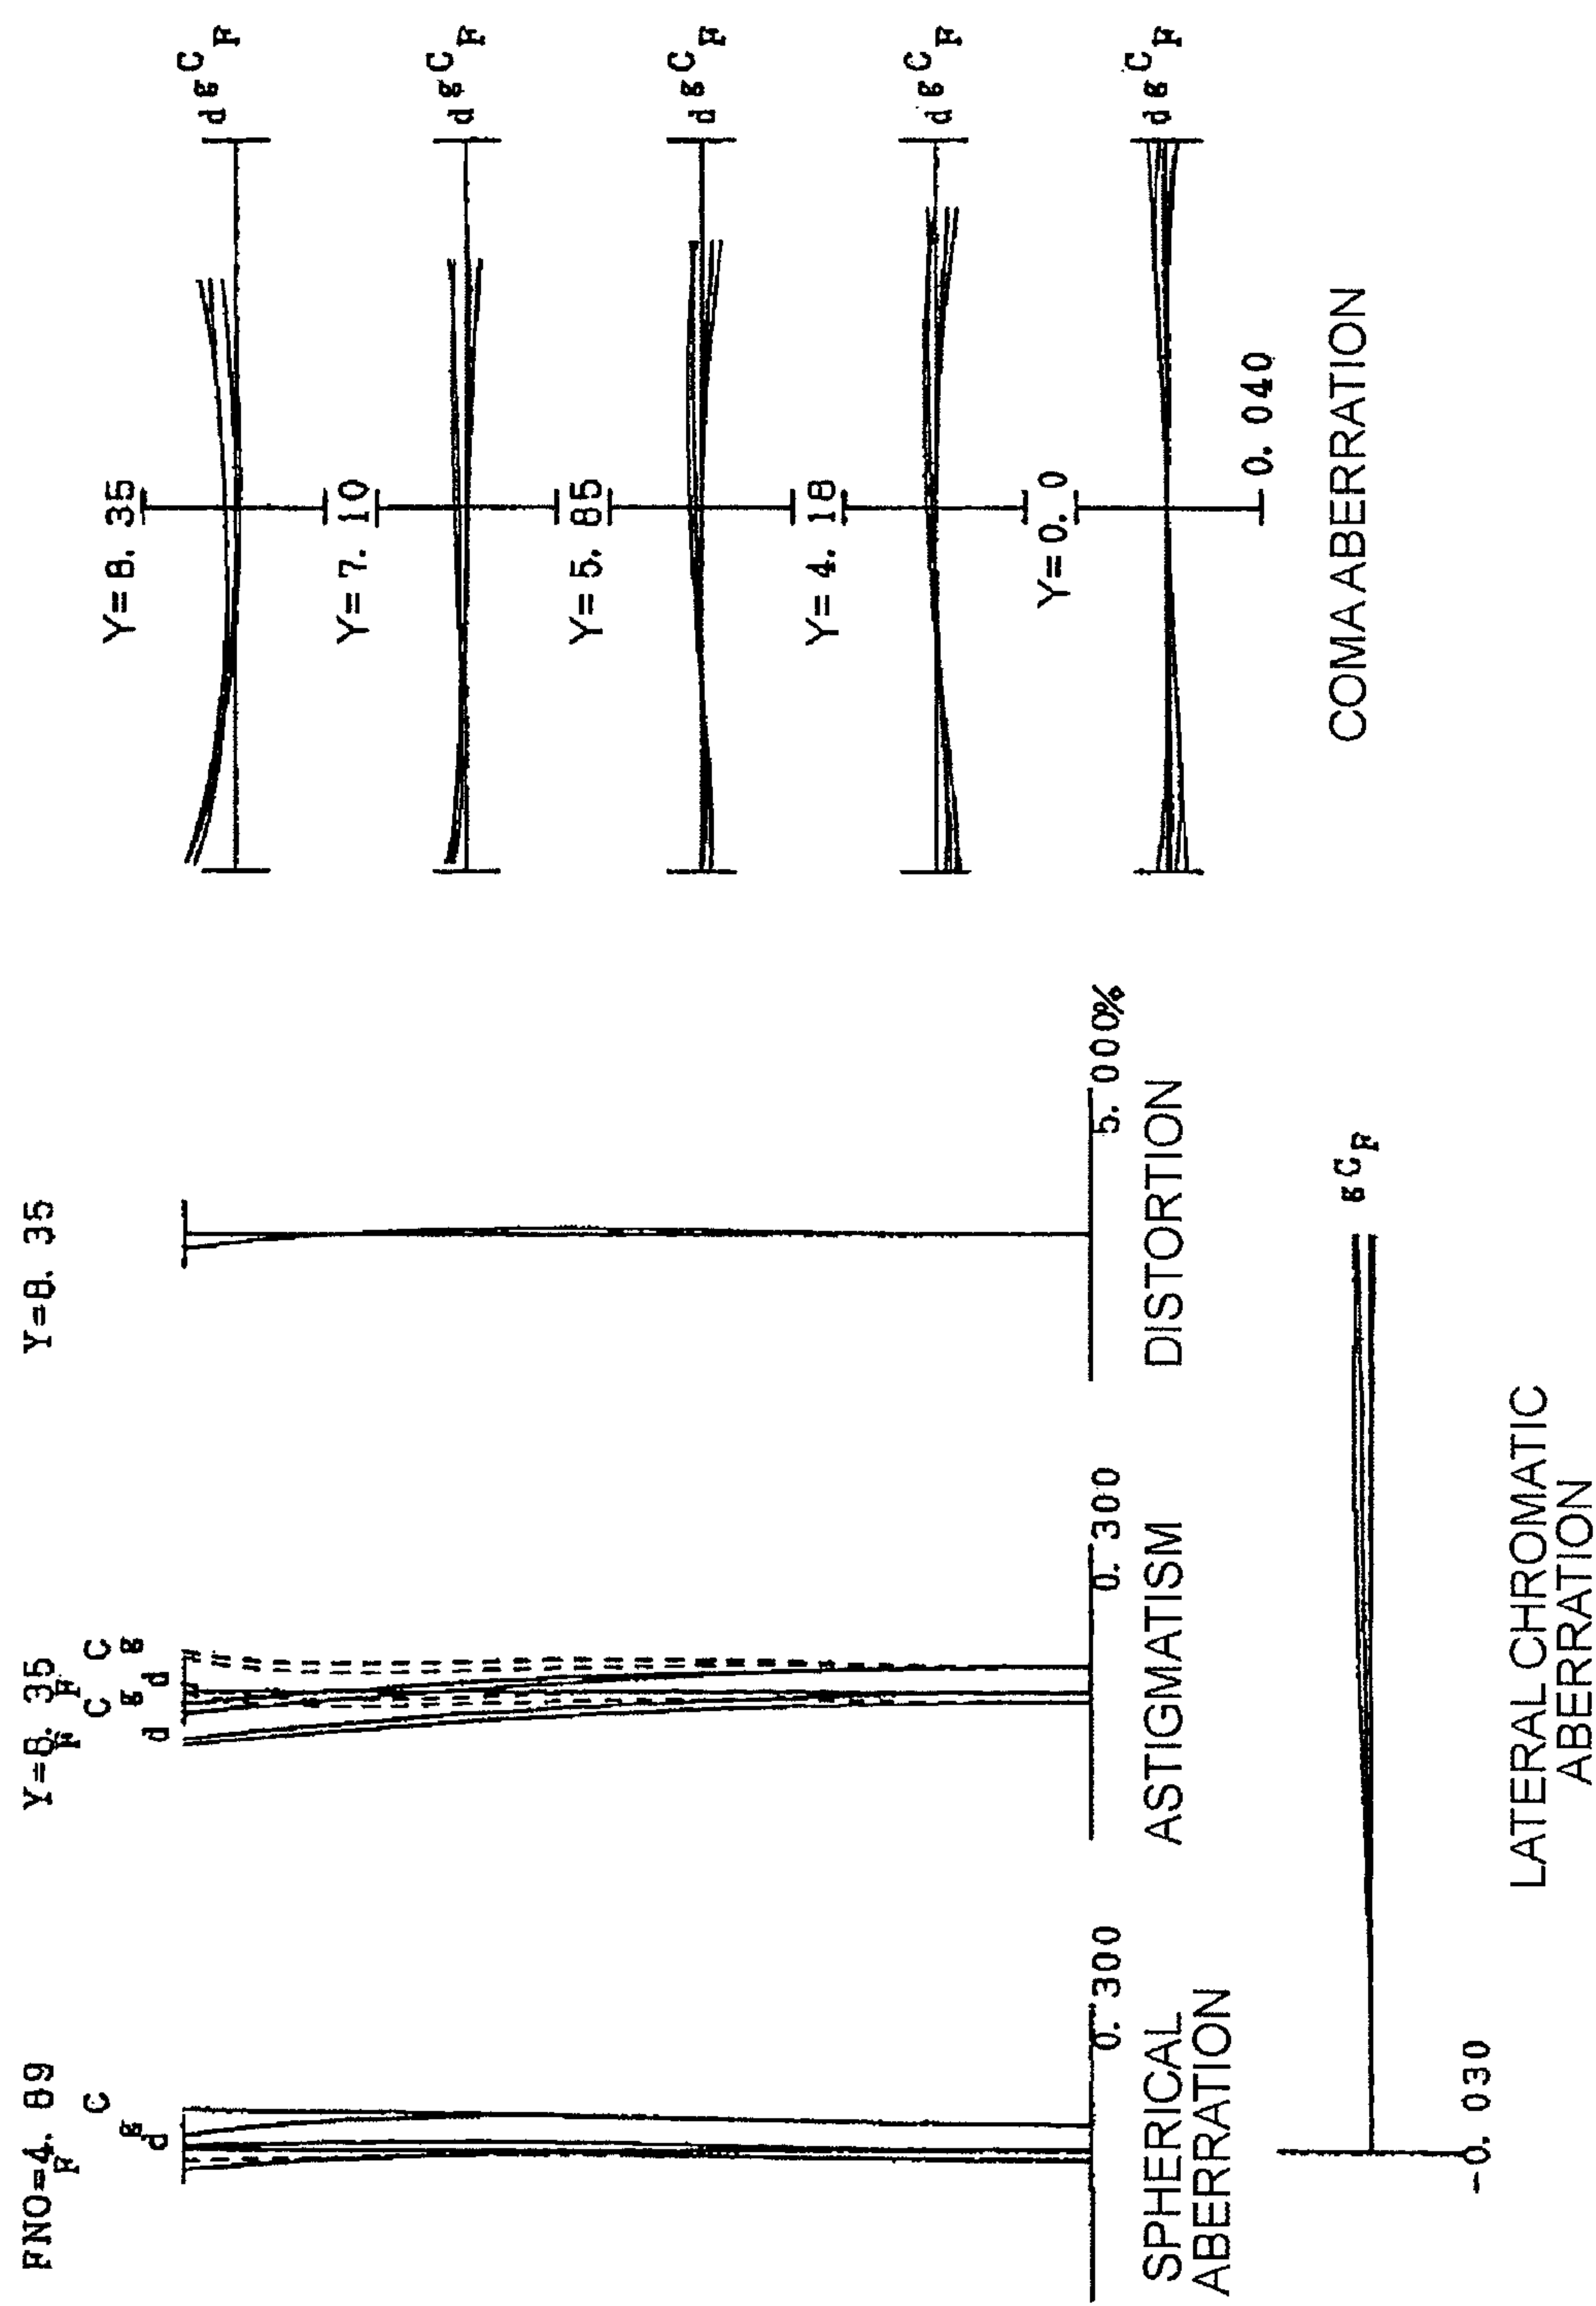 FNO=4. 89
F
g
d
C
0. 300
SPHERICAL
ABERRATION
Y=8. 35
F
d
C
g
F
d
C
g
0. 300
ASTIGMATISM
Y=8. 35
5. 000%
DISTORTION
-0. 030
g C F
LATERAL CHROMATIC
ABERRATION
Y=8. 35
d g C F
Y=7. 10
d g C F
Y=5. 85
d g C F
Y=4. 18
d g C F
Y=0. 0
d g C F
0. 040
COMA ABERRATION